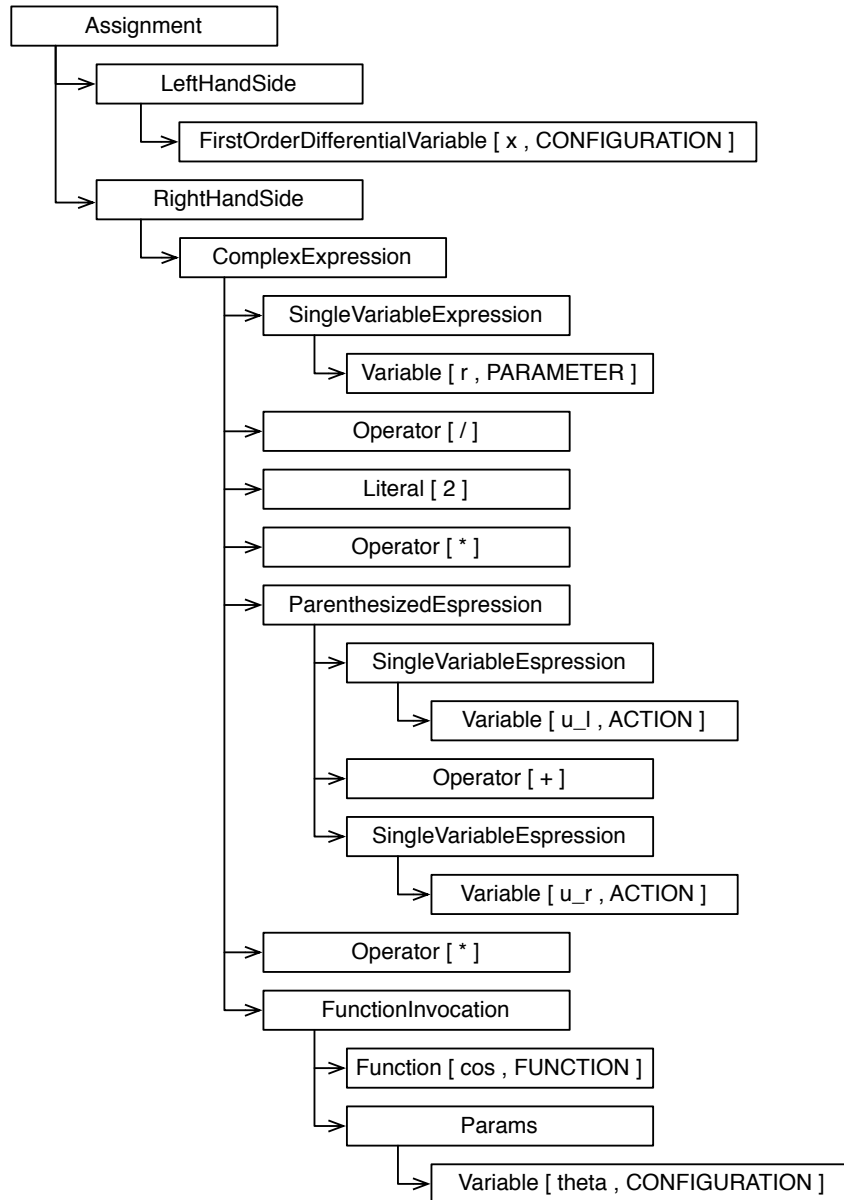 Assignment
LeftHandSide
FirstOrderDifferentialVariable [ x , CONFIGURATION ]
RightHandSide
ComplexExpression
SingleVariableExpression
Variable [ r , PARAMETER ]
Operator [ / ]
Literal [ 2 ]
Operator [ * ]
ParenthesizedEspression
SingleVariableEspression
Variable [ u_l , ACTION ]
Operator [ + ]
SingleVariableEspression
Variable [ u_r , ACTION ]
Operator [ * ]
FunctionInvocation
Function [ cos , FUNCTION ]
Params
Variable [ theta , CONFIGURATION ]